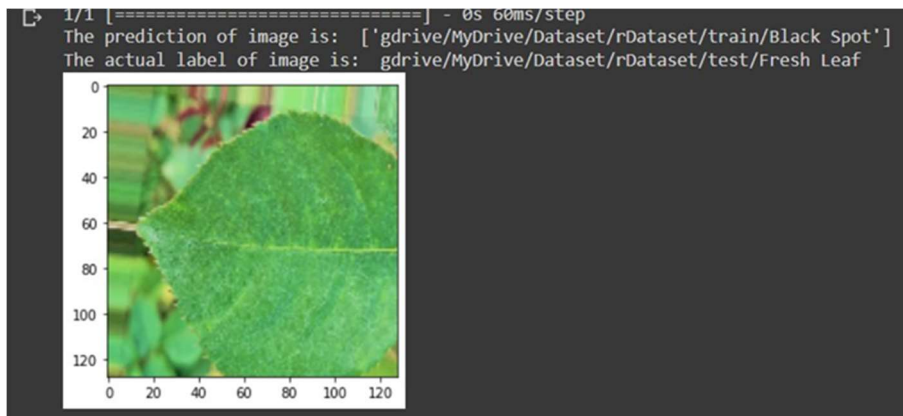 1/1 [==============================] - 0s 60ms/step
The prediction of image is:  ['gdrive/MyDrive/Dataset/rDataset/train/Black Spot']
The actual label of image is:  gdrive/MyDrive/Dataset/rDataset/test/Fresh Leaf
0
20
40
60
80
100
120
0 20 40 60 80 100 120